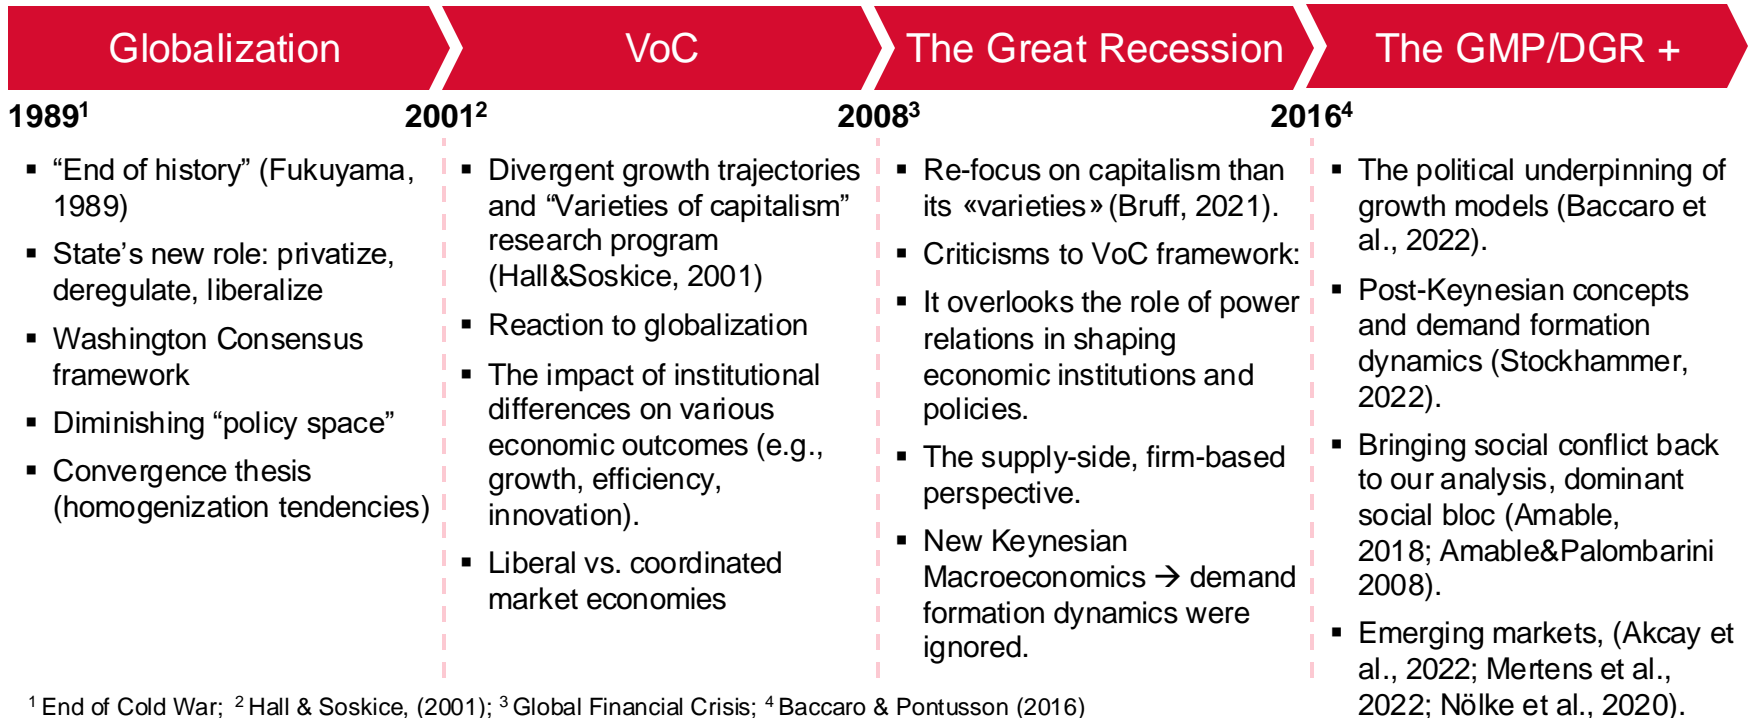 Globalization
VoC
The Great Recession
The GMP/DGR +
1989¹
2001²
2008³
2016⁴
▪ “End of history” (Fukuyama,
1989)
▪ State’s new role: privatize,
deregulate, liberalize
▪ Washington Consensus
framework
▪ Diminishing “policy space”
▪ Convergence thesis
(homogenization tendencies)
▪ Divergent growth trajectories
and “Varieties of capitalism”
research program
(Hall&Soskice, 2001)
▪ Reaction to globalization
▪ The impact of institutional
differences on various
economic outcomes (e.g.,
growth, efficiency,
innovation).
▪ Liberal vs. coordinated
market economies
▪ Re-focus on capitalism than
its «varieties» (Bruff, 2021).
▪ Criticisms to VoC framework:
▪ It overlooks the role of power
relations in shaping
economic institutions and
policies.
▪ The supply-side, firm-based
perspective.
▪ New Keynesian
Macroeconomics → demand
formation dynamics were
ignored.
▪ The political underpinning of
growth models (Baccaro et
al., 2022).
▪ Post-Keynesian concepts
and demand formation
dynamics (Stockhammer,
2022).
▪ Bringing social conflict back
to our analysis, dominant
social bloc (Amable,
2018; Amable&Palombarini
2008).
▪ Emerging markets, (Akcay et
al., 2022; Mertens et al.,
2022; Nölke et al., 2020).
¹ End of Cold War; ² Hall & Soskice, (2001); ³ Global Financial Crisis; ⁴ Baccaro & Pontusson (2016)